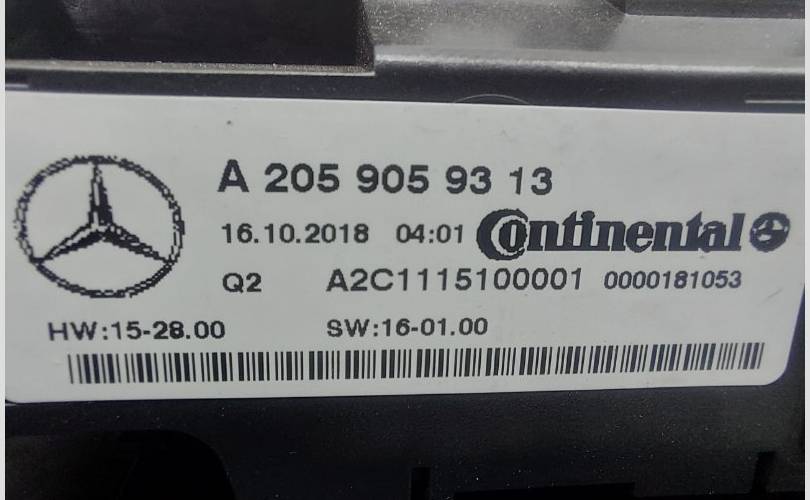 A 205 905 93 13
16.10.2018 04:01 Continental
Q2 A2C1115100001 0000181053
HW:15-28.00 SW:16-01.00